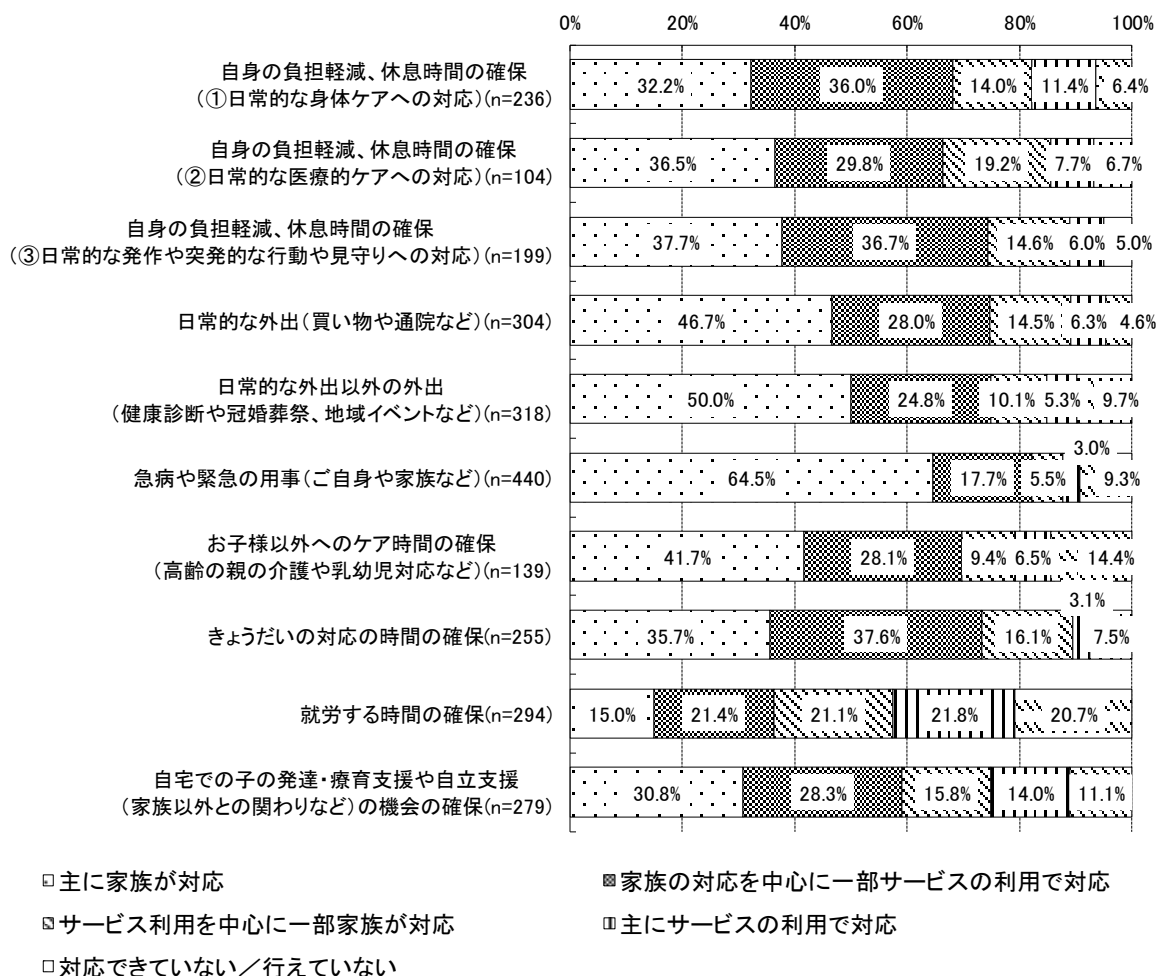 0% 20% 40% 60% 80% 100%
自身の負担軽減、休息時間の確保
(①日常的な身体ケアへの対応)(n=236)
32.2% 36.0% 14.0% 11.4% 6.4%
自身の負担軽減、休息時間の確保
(②日常的な医療的ケアへの対応)(n=104)
36.5% 29.8% 19.2% 7.7% 6.7%
自身の負担軽減、休息時間の確保
(③日常的な発作や突発的な行動や見守りへの対応)(n=199)
37.7% 36.7% 14.6% 6.0% 5.0%
日常的な外出(買い物や通院など)(n=304)
46.7% 28.0% 14.5% 6.3% 4.6%
日常的な外出以外の外出
(健康診断や冠婚葬祭、地域イベントなど)(n=318)
50.0% 24.8% 10.1% 5.3% 9.7%
急病や緊急の用事(ご自身や家族など)(n=440)
64.5% 17.7% 5.5% 3.0% 9.3%
お子様以外へのケア時間の確保
(高齢の親の介護や乳幼児対応など)(n=139)
41.7% 28.1% 9.4% 6.5% 14.4%
きょうだいの対応の時間の確保(n=255)
35.7% 37.6% 16.1% 3.1% 7.5%
就労する時間の確保(n=294)
15.0% 21.4% 21.1% 21.8% 20.7%
自宅での子の発達・療育支援や自立支援
(家族以外との関わりなど)の機会の確保(n=279)
30.8% 28.3% 15.8% 14.0% 11.1%
主に家族が対応
家族の対応を中心に一部サービスの利用で対応
サービス利用を中心に一部家族が対応
主にサービスの利用で対応
対応できていない/行えていない